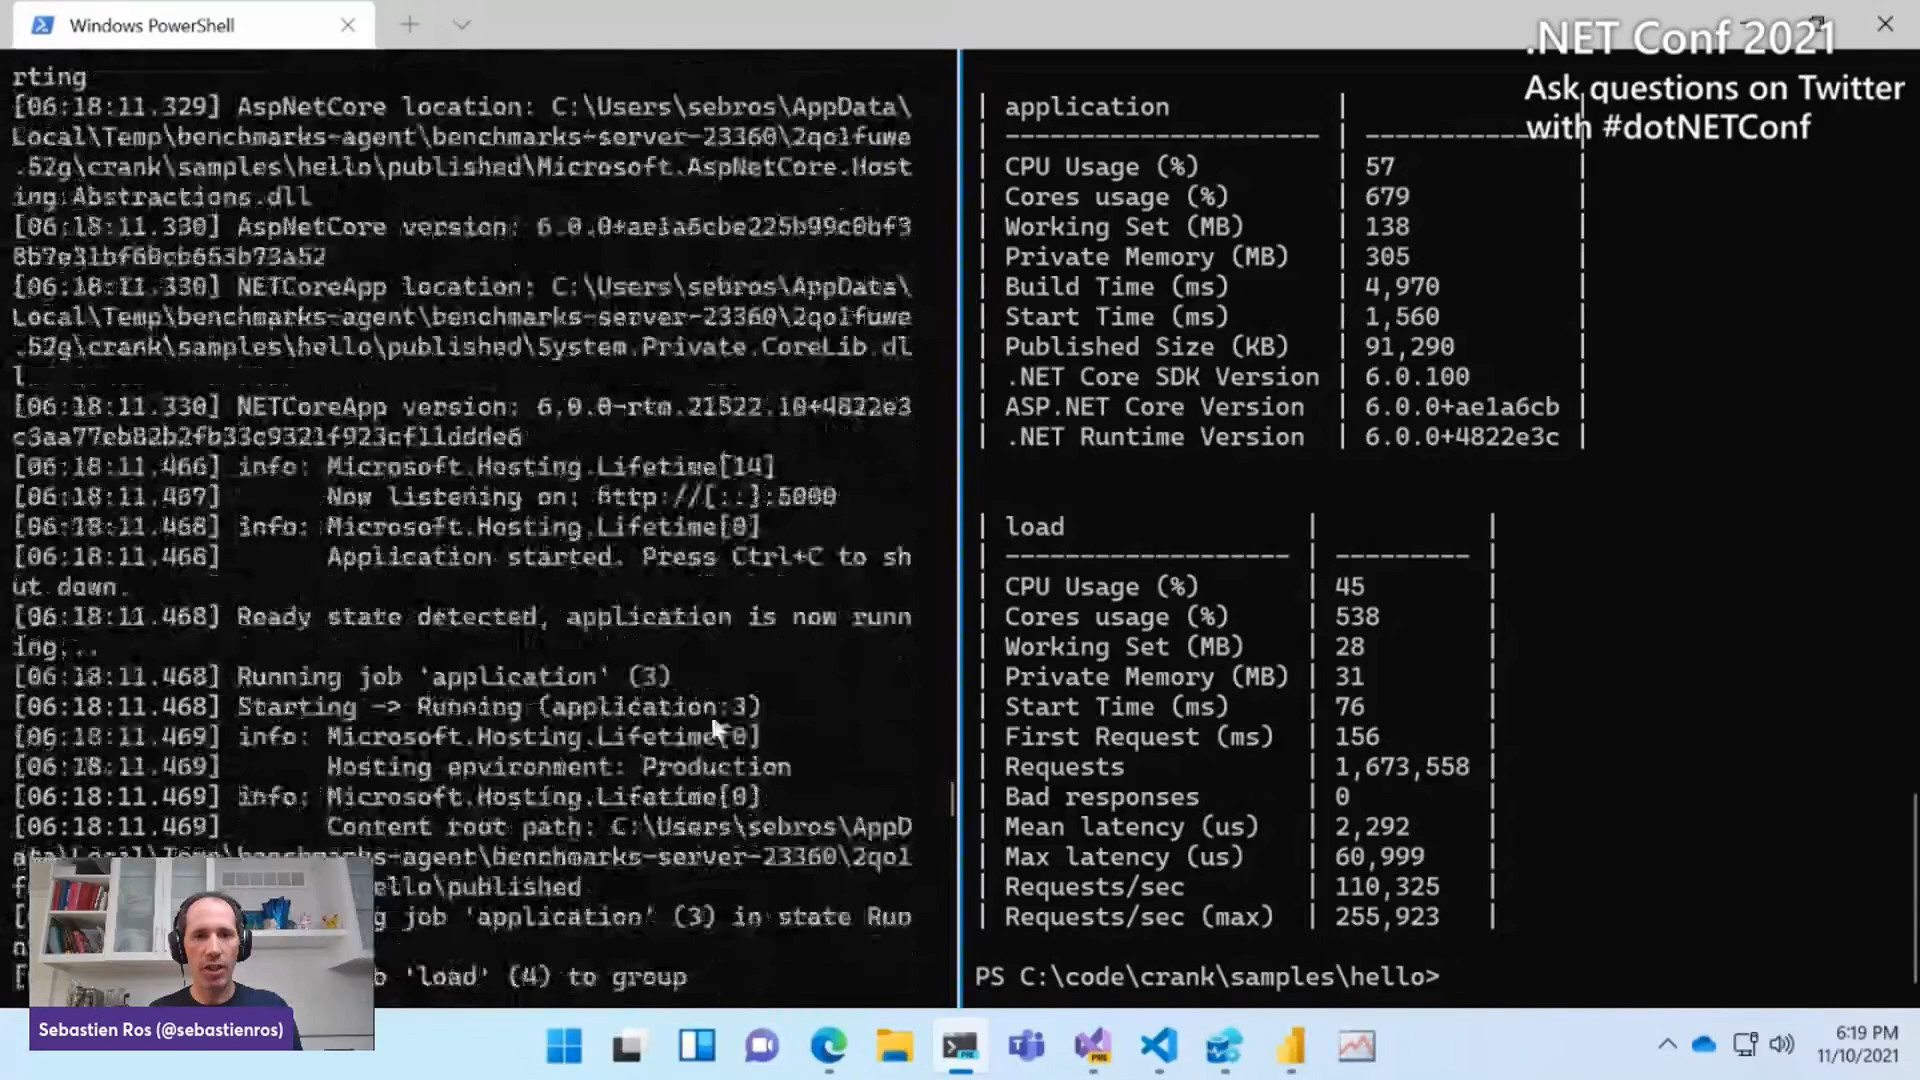 Windows PowerShell
.NET Conf 2021
Ask questions on Twitter
with #dotNETConf
rting
[06:18:11.329] AspNetCore location: C:\Users\sebros\AppData\
Local\Temp\benchmarks-agent\benchmarks-server-23360\2qolfuwe
.52g\crank\samples\hello\published\Microsoft.AspNetCore.Host
ing.Abstractions.dll
[06:18:11.330] AspNetCore version:
[06:18:11.330] NETCoreApp location: C:\Users\sebros\AppData\
Local\Temp\benchmarks-agent\benchmarks-server-23360\2qolfuwe
.52g\crank\samples\hello\published\System.Private.CoreLib.dl
l
[06:18:11.330] NETCoreApp version:
[06:18:11.466] info: Microsoft.Hosting.Lifetime[14]
[06:18:11.467] Now listening on: http://[::]:5000
[06:18:11.468] info: Microsoft.Hosting.Lifetime[0]
[06:18:11.468] Application started. Press Ctrl+C to sh
ut down.
[06:18:11.468] Ready state detected, application is now runn
ing...
[06:18:11.468] Running job 'application' (3)
[06:18:11.468] Starting -> Running (application:3)
[06:18:11.469] info: Microsoft.Hosting.Lifetime[0]
[06:18:11.469] Hosting environment: Production
[06:18:11.469] info: Microsoft.Hosting.Lifetime[0]
[06:18:11.469] Content root path: C:\Users\sebros\AppD
ata\Local\Temp\benchmarks-agent\benchmarks-server-23360\2qol
ello\published
g job 'application' (3) in state Run
b 'load' (4) to group
| application | |
| --------------------- | --------------- |
| CPU Usage (%) | 57 |
| Cores usage (%) | 679 |
| Working Set (MB) | 138 |
| Private Memory (MB) | 305 |
| Build Time (ms) | 4,970 |
| Start Time (ms) | 1,560 |
| Published Size (KB) | 91,290 |
| .NET Core SDK Version | 6.0.100 |
| ASP.NET Core Version | 6.0.0+ae1a6cb |
| .NET Runtime Version | 6.0.0+4822e3c |
| load | |
| ------------------- | --------- |
| CPU Usage (%) | 45 |
| Cores usage (%) | 538 |
| Working Set (MB) | 28 |
| Private Memory (MB) | 31 |
| Start Time (ms) | 76 |
| First Request (ms) | 156 |
| Requests | 1,673,558 |
| Bad responses | 0 |
| Mean latency (us) | 2,292 |
| Max latency (us) | 60,999 |
| Requests/sec | 110,325 |
| Requests/sec (max) | 255,923 |
PS C:\code\crank\samples\hello>
Sebastien Ros (@sebastienros)
PRE
PRE
6:19 PM
11/10/2021